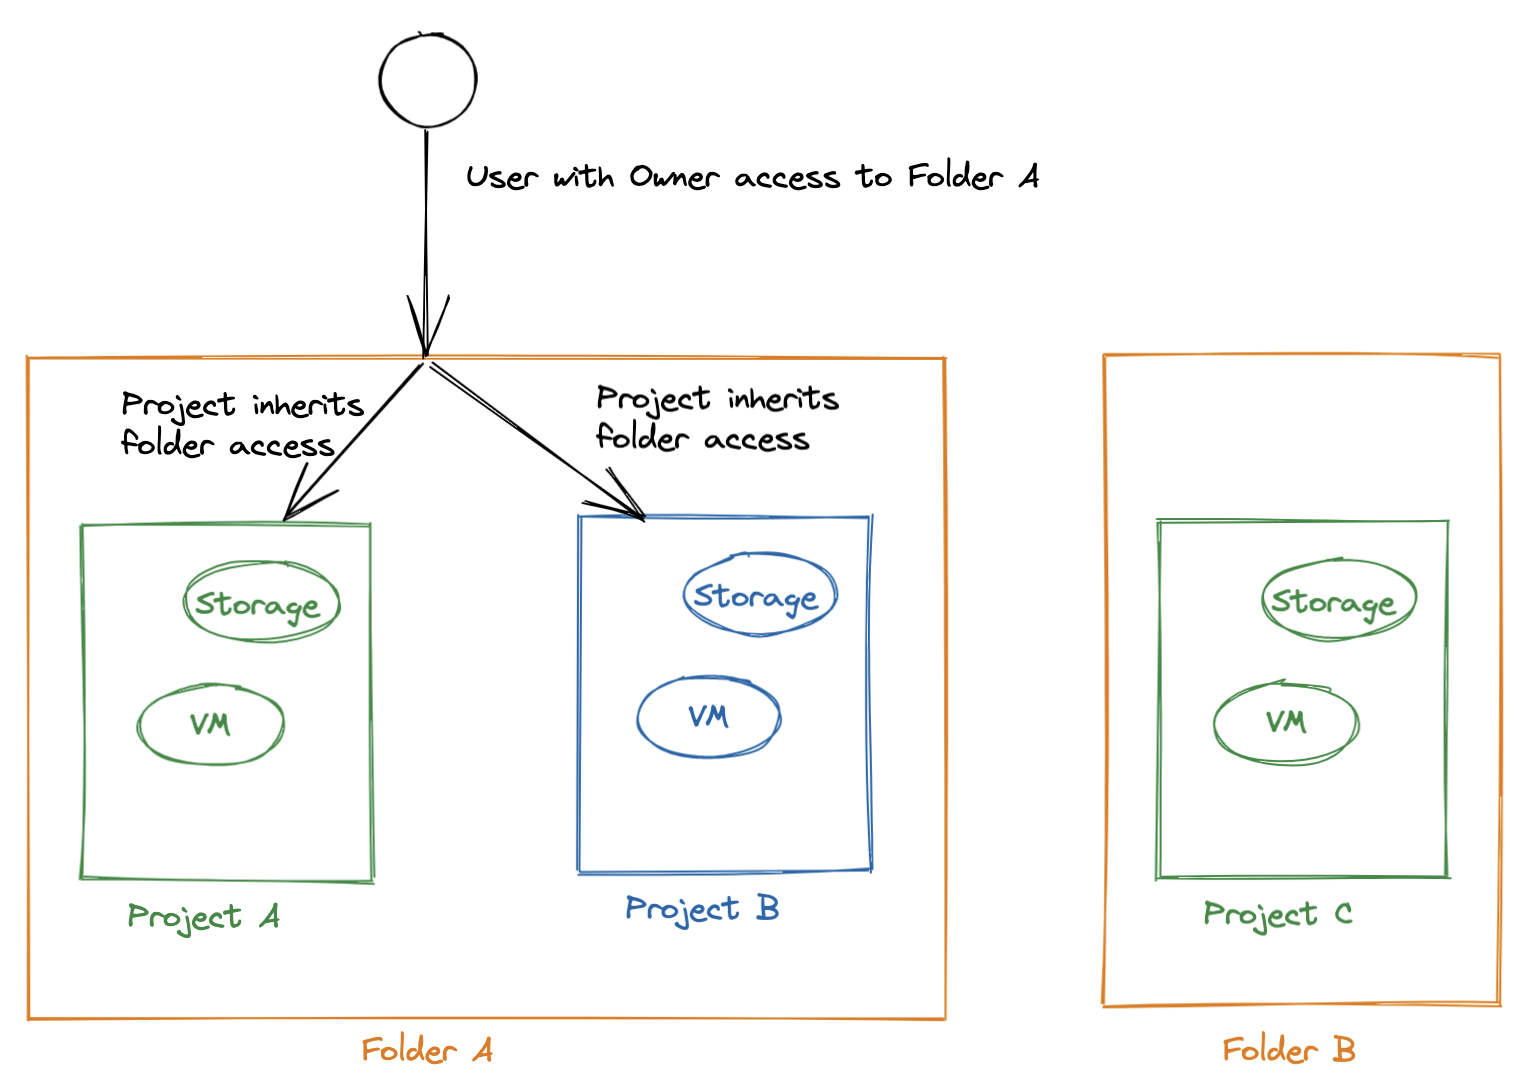 User with Owner access to Folder A
Project inherits
folder access
Project inherits
folder access
Storage
VM
Project A
Storage
VM
Project B
Folder A
Storage
VM
Project C
Folder B